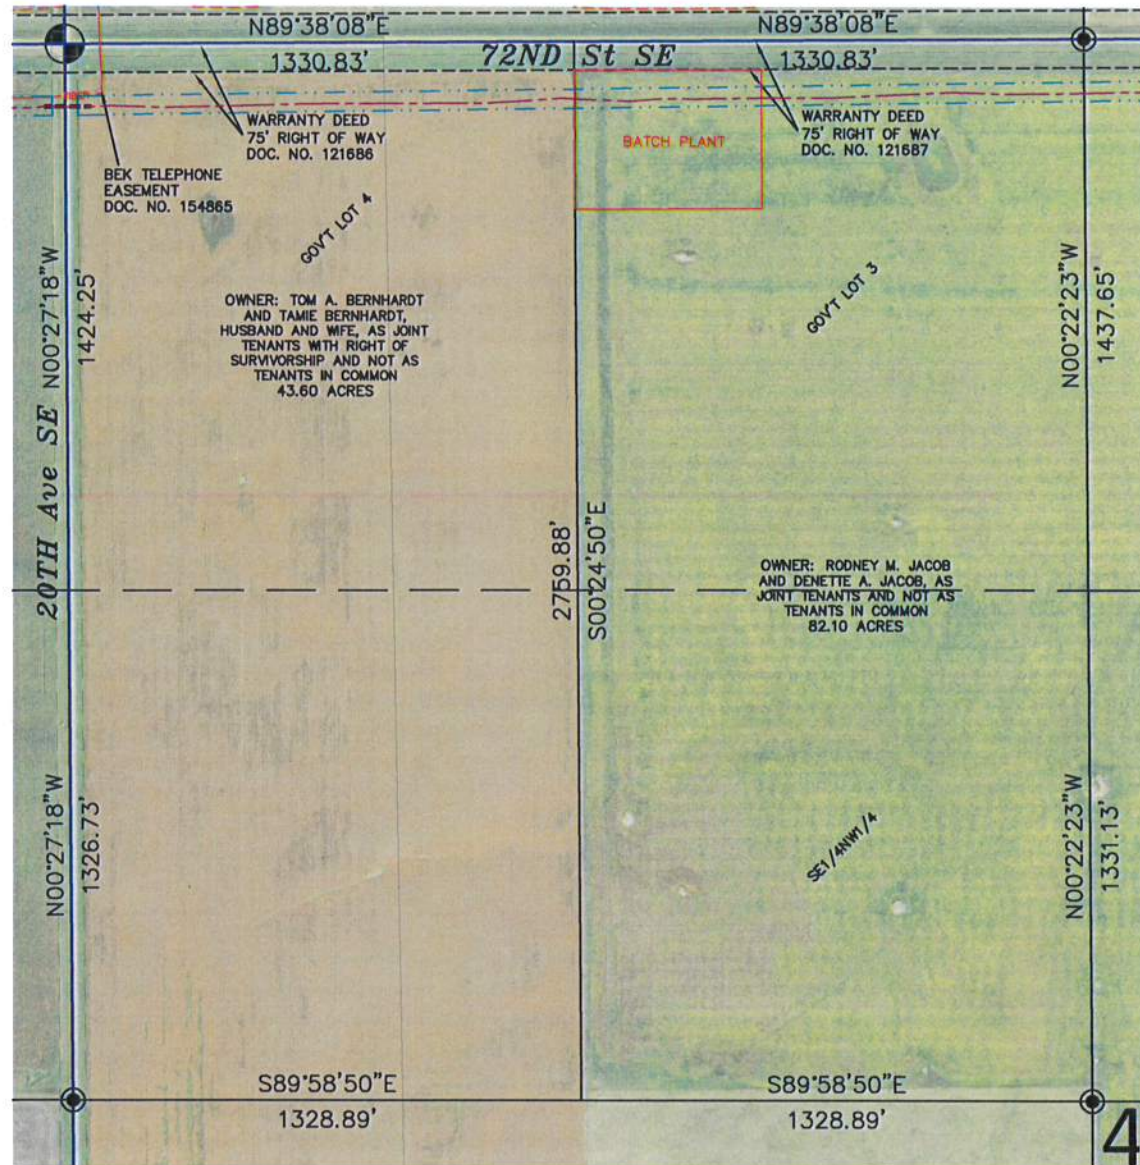 N89°38'08"E
N89°38'08"E
1330.83'
72ND St SE
1330.83'
WARRANTY DEED
75' RIGHT OF WAY
DOC. NO. 121686
WARRANTY DEED
75' RIGHT OF WAY
DOC. NO. 121687
BATCH PLANT
BEK TELEPHONE
EASEMENT
DOC. NO. 154865
GOV'T LOT 4
GOV'T LOT 3
N00°27'18"W
1424.25'
N00°22'23"W
1437.65'
OWNER: TOM A. BERNHARDT
AND TAMIE BERNHARDT,
HUSBAND AND WIFE, AS JOINT
TENANTS WITH RIGHT OF
SURVIVORSHIP AND NOT AS
TENANTS IN COMMON
43.60 ACRES
20TH Ave SE
2759.88'
S00°24'50"E
OWNER: RODNEY M. JACOB
AND DENETTE A. JACOB, AS
JOINT TENANTS AND NOT AS
TENANTS IN COMMON
82.10 ACRES
N00°27'18"W
1326.73'
SE1/4NW1/4
N00°22'23"W
1331.13'
S89°58'50"E
S89°58'50"E
1328.89'
1328.89'
4